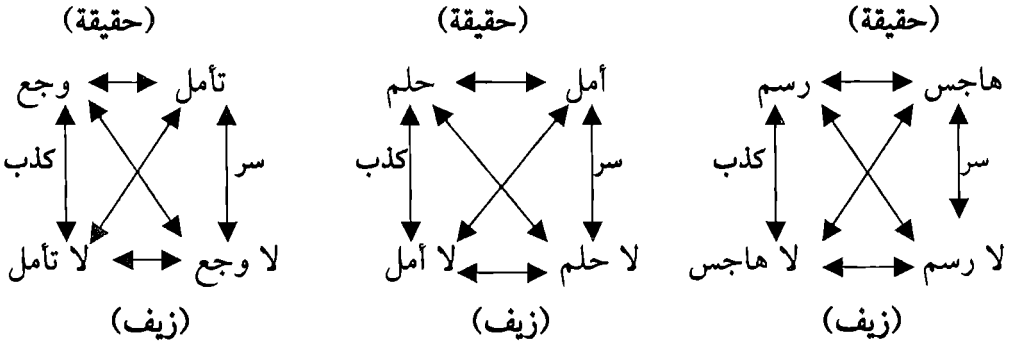 (حقيقة) (حقيقة) (حقيقة)
هاجس رسم أمل حلم تأمل وجع
سر كذب سر كذب سر كذب
لا رسم لا هاجس لا حلم لا أمل لا وجع لا تأمل
(زيف) (زيف) (زيف)